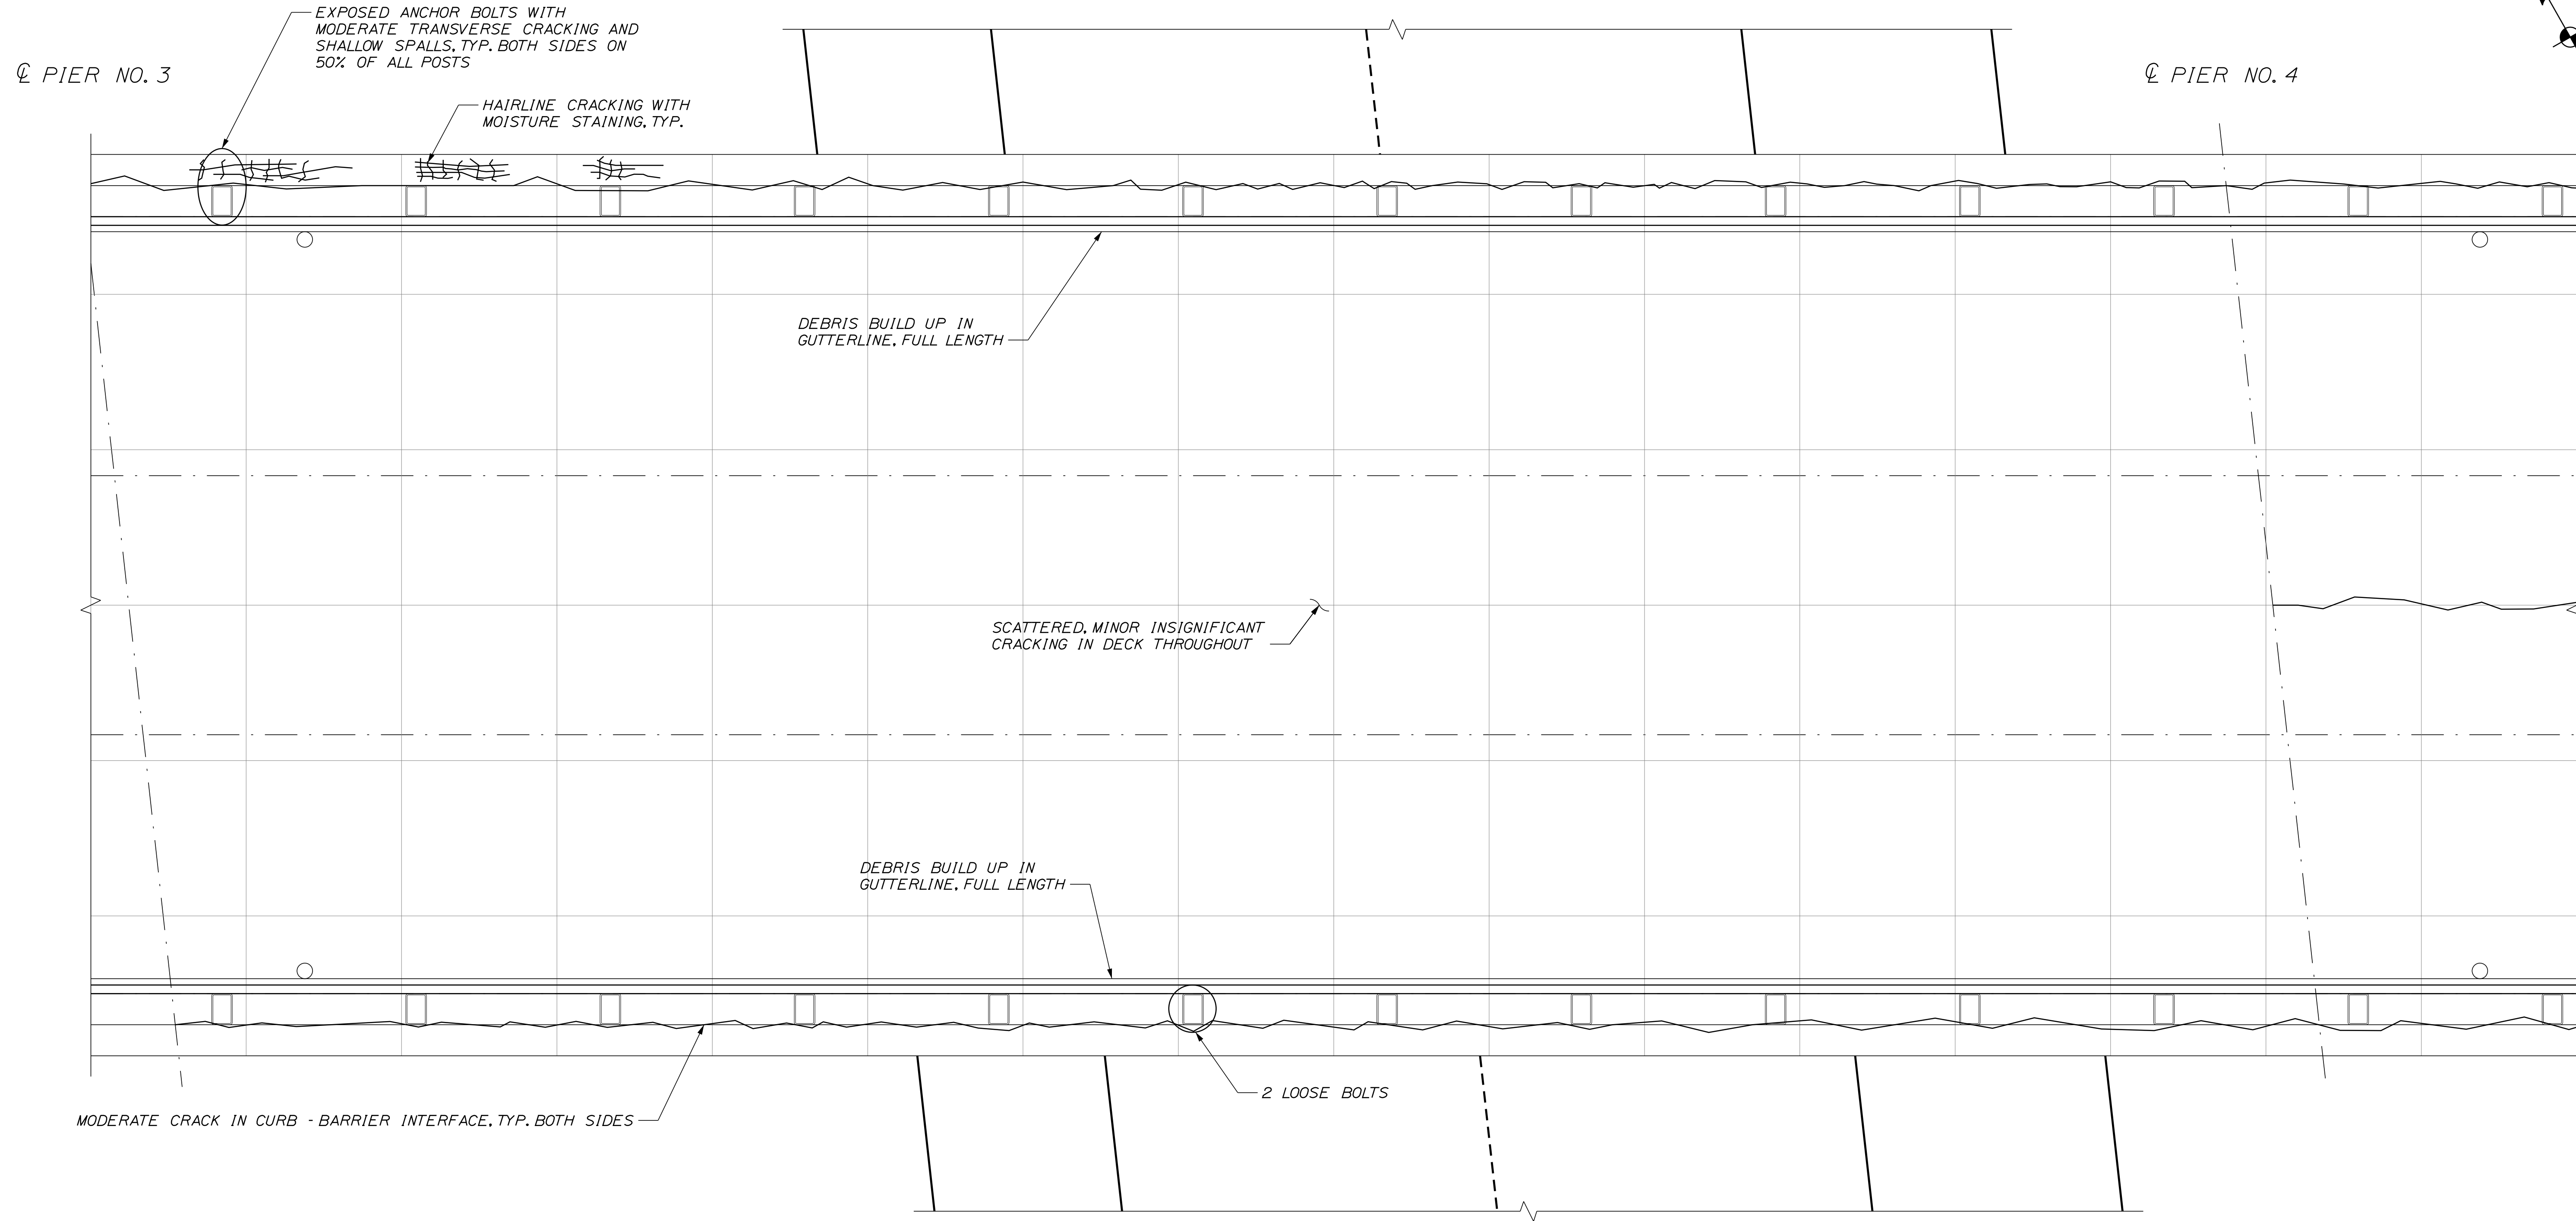 EXPOSED ANCHOR BOLTS WITH
MODERATE TRANSVERSE CRACKING AND
SHALLOW SPALLS, TYP. BOTH SIDES ON
50% OF ALL POSTS
℄ PIER NO. 3
℄ PIER NO. 4
HAIRLINE CRACKING WITH
MOISTURE STAINING, TYP.
DEBRIS BUILD UP IN
GUTTERLINE, FULL LENGTH
SCATTERED, MINOR INSIGNIFICANT
CRACKING IN DECK THROUGHOUT
DEBRIS BUILD UP IN
GUTTERLINE, FULL LENGTH
2 LOOSE BOLTS
MODERATE CRACK IN CURB - BARRIER INTERFACE, TYP. BOTH SIDES